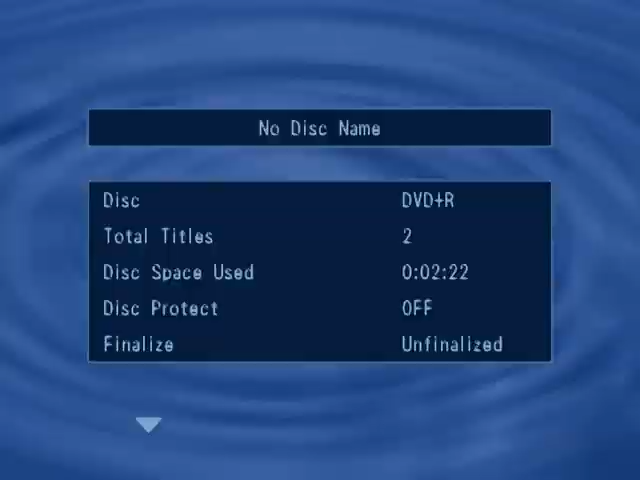 No Disc Name
Disc DVD+R
Total Titles 2
Disc Space Used 0:02:22
Disc Protect OFF
Finalize Unfinalized